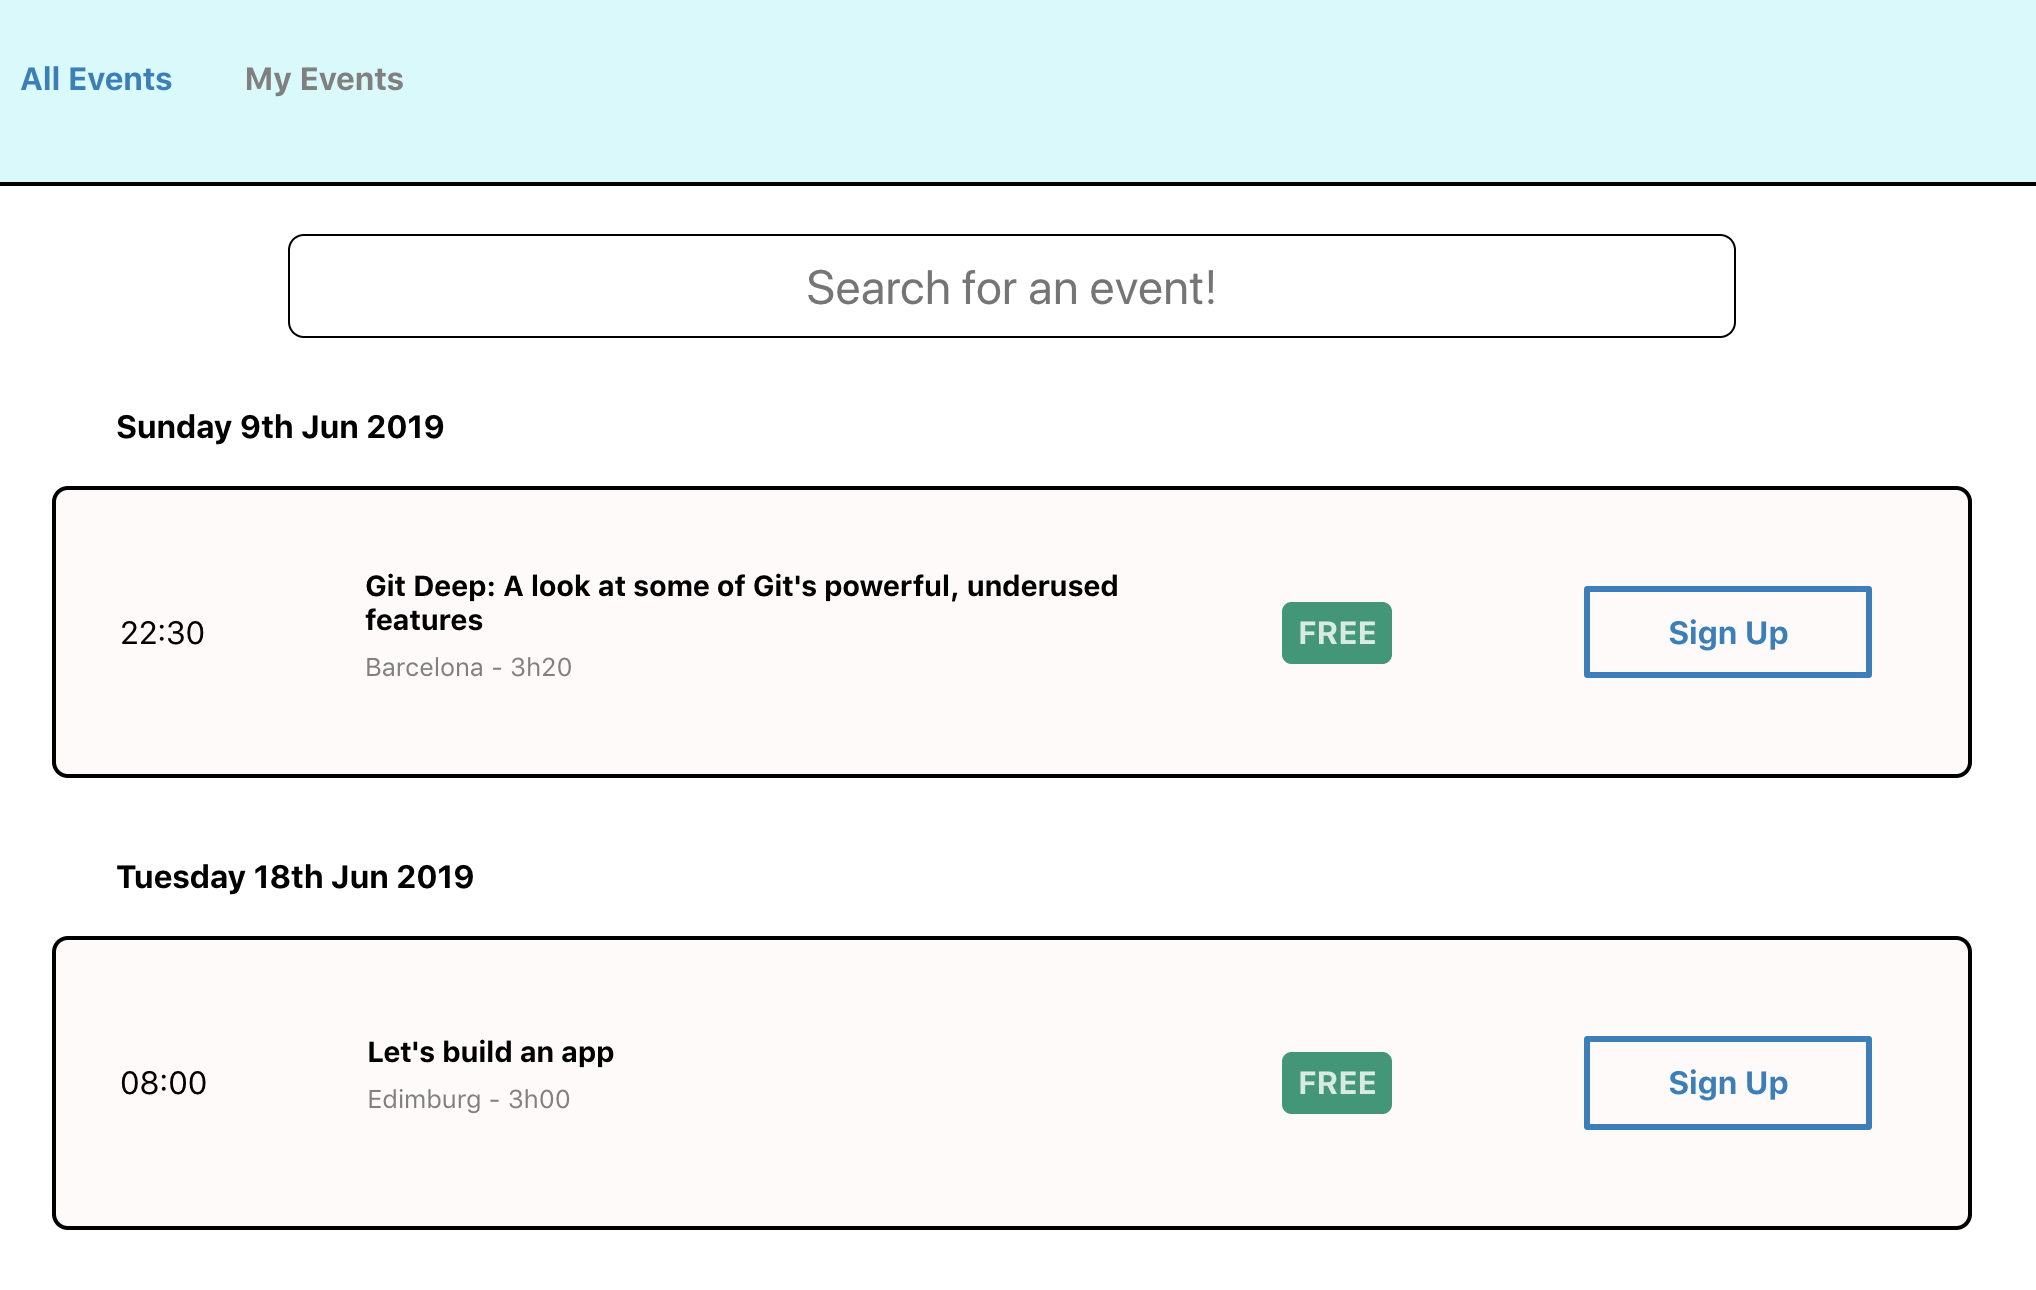 All Events My Events
Search for an event!
Sunday 9th Jun 2019
22:30
Git Deep: A look at some of Git's powerful, underused
features
Barcelona - 3h20
FREE
Sign Up
Tuesday 18th Jun 2019
08:00
Let's build an app
Edimburg - 3h00
FREE
Sign Up